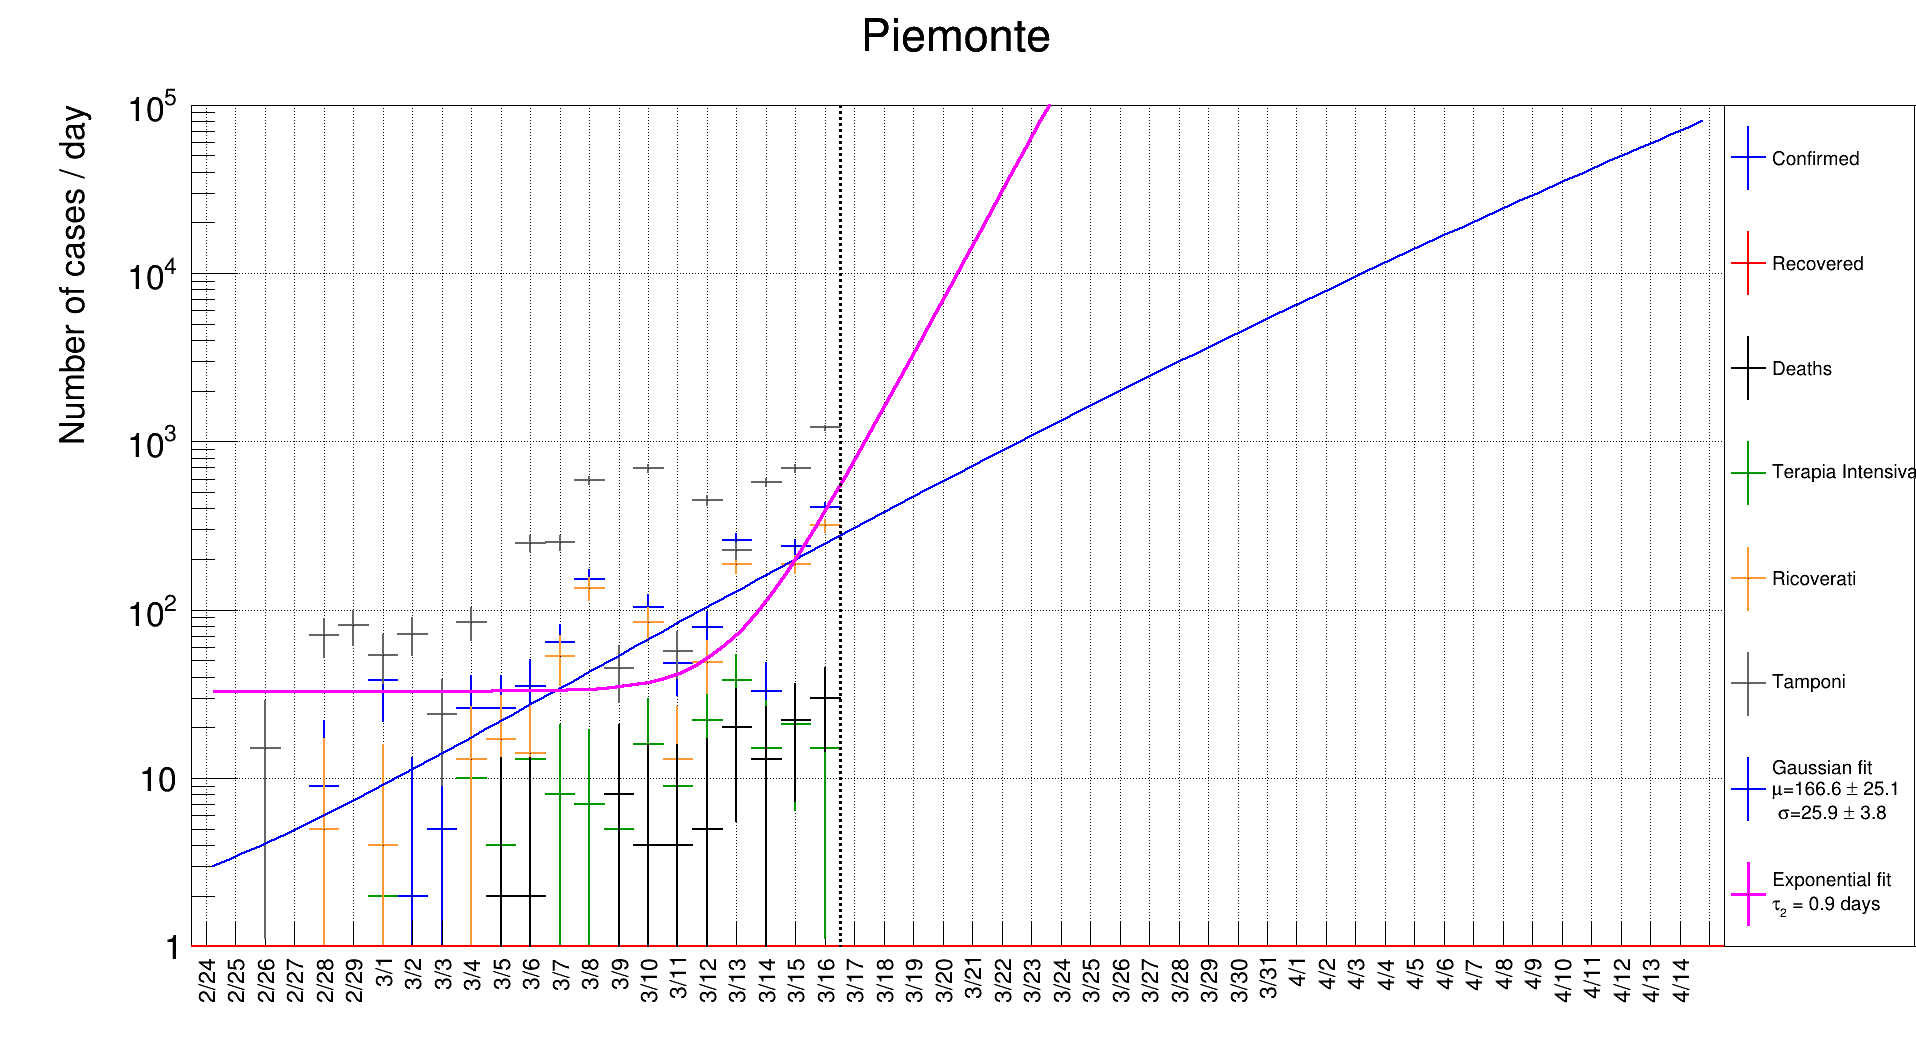 Piemonte
Number of cases / day
10^5
10^4
10^3
10^2
10
1
2/24 2/25 2/26 2/27 2/28 2/29 3/1 3/2 3/3 3/4 3/5 3/6 3/7 3/8 3/9 3/10 3/11 3/12 3/13 3/14 3/15 3/16 3/17 3/18 3/19 3/20 3/21 3/22 3/23 3/24 3/25 3/26 3/27 3/28 3/29 3/30 3/31 4/1 4/2 4/3 4/4 4/5 4/6 4/7 4/8 4/9 4/10 4/11 4/12 4/13 4/14
Confirmed
Recovered
Deaths
Terapia Intensiva
Ricoverati
Tamponi
Gaussian fit
μ=166.6 ± 25.1
σ=25.9 ± 3.8
Exponential fit
τ₂ = 0.9 days